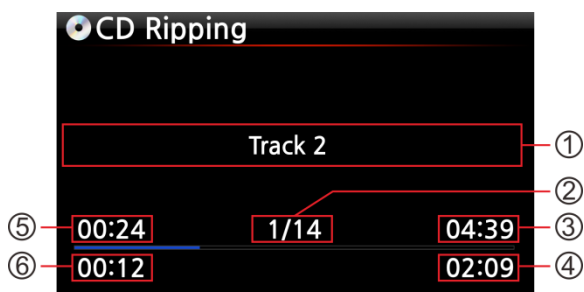 CD Ripping
Track 2
①
②
⑤ 00:24 1/14 04:39 ③
⑥ 00:12 02:09 ④